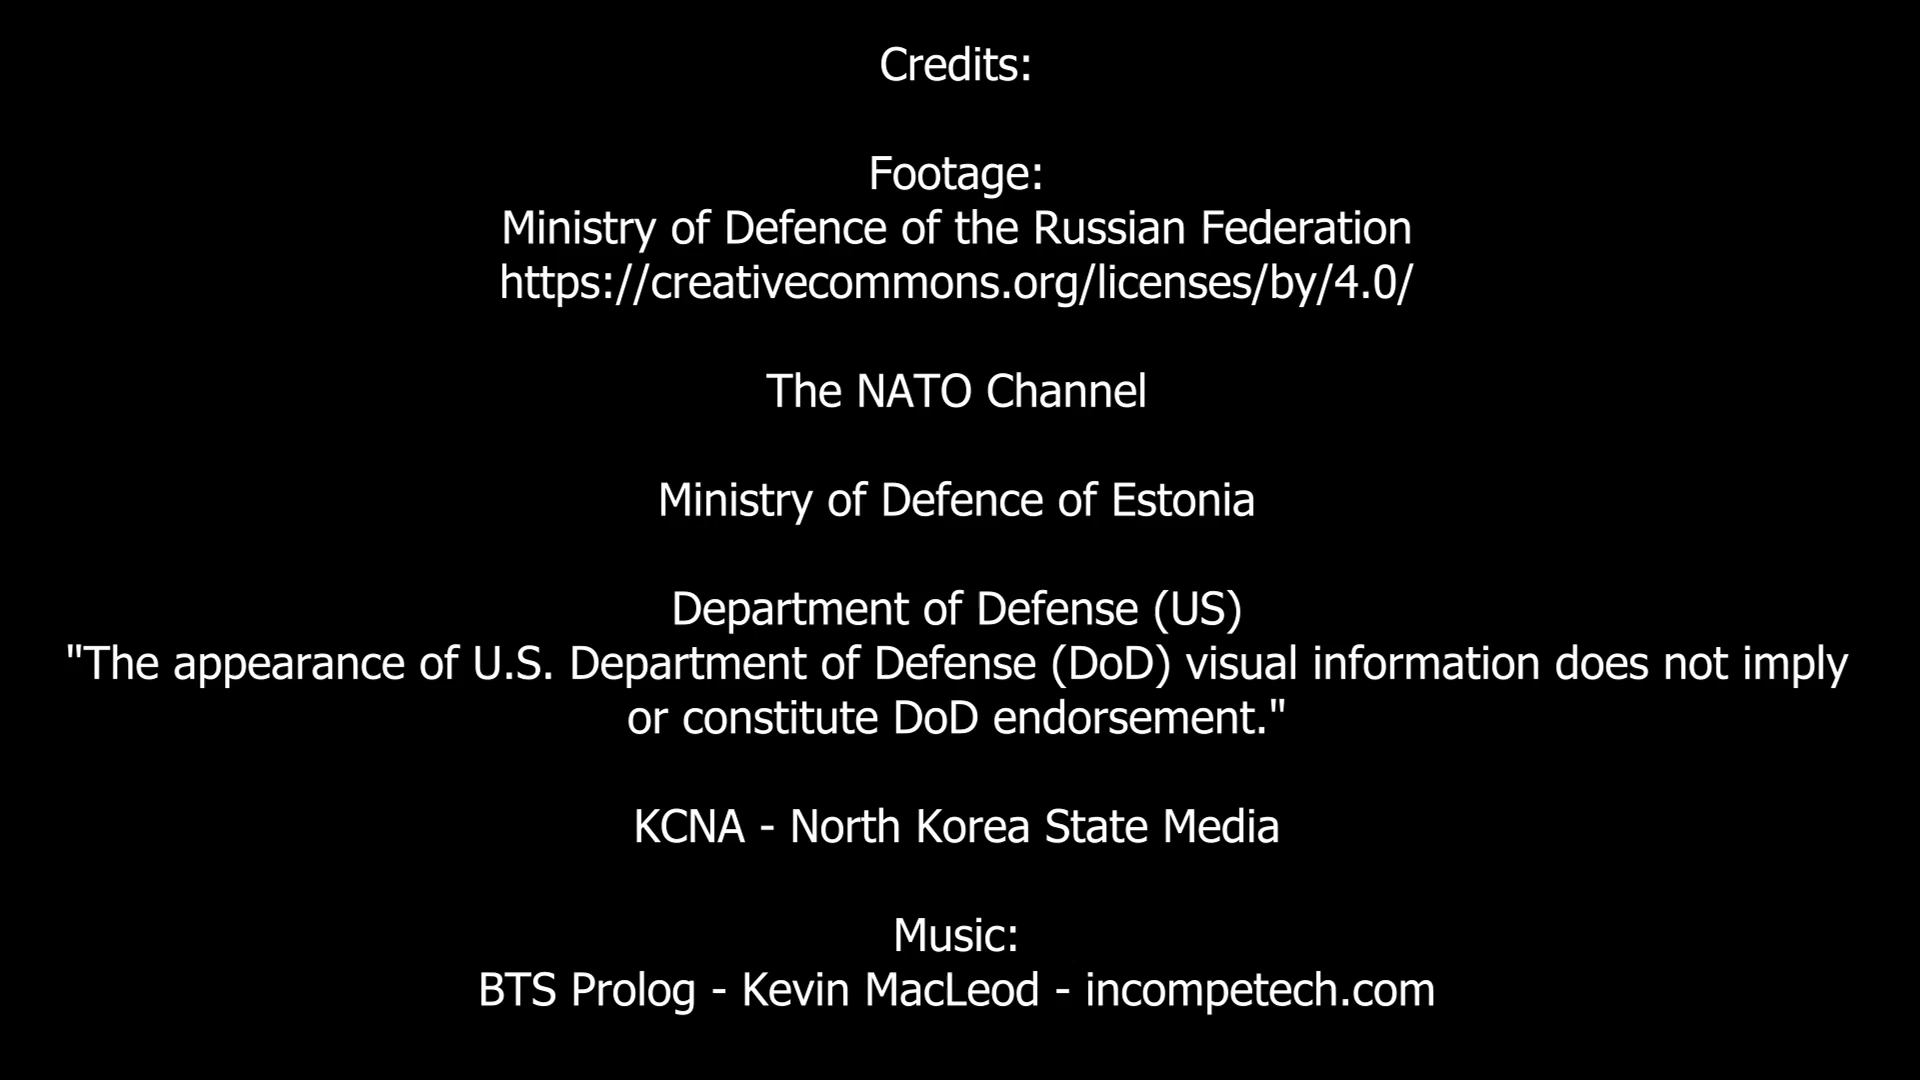 Credits:
Footage:
Ministry of Defence of the Russian Federation
https://creativecommons.org/licenses/by/4.0/
The NATO Channel
Ministry of Defence of Estonia
Department of Defense (US)
"The appearance of U.S. Department of Defense (DoD) visual information does not imply
or constitute DoD endorsement."
KCNA - North Korea State Media
Music:
BTS Prolog - Kevin MacLeod - incompetech.com